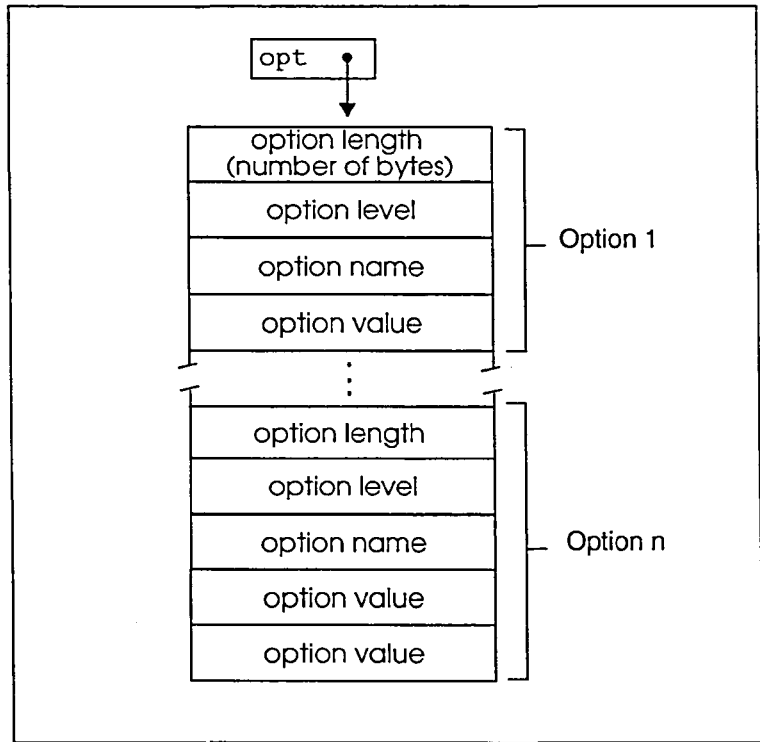 opt
option length
(number of bytes)
option level
option name
option value
Option 1
option length
option level
option name
option value
option value
Option n